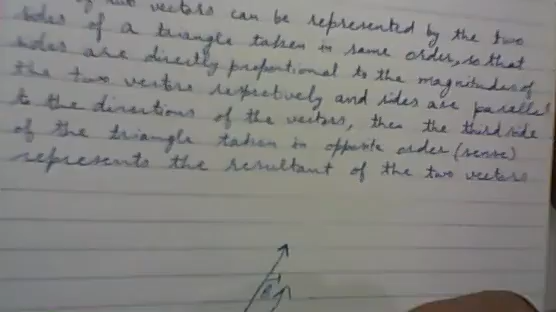 of two vectors can be represented by the two
sides of a triangle taken in same order, so that
sides are directly proportional to the magnitudes of
the two vectors respectively and sides are parallel
to the directions of the vectors, then the third side
of the triangle taken in opposite order (sense)
represents the resultant of the two vectors